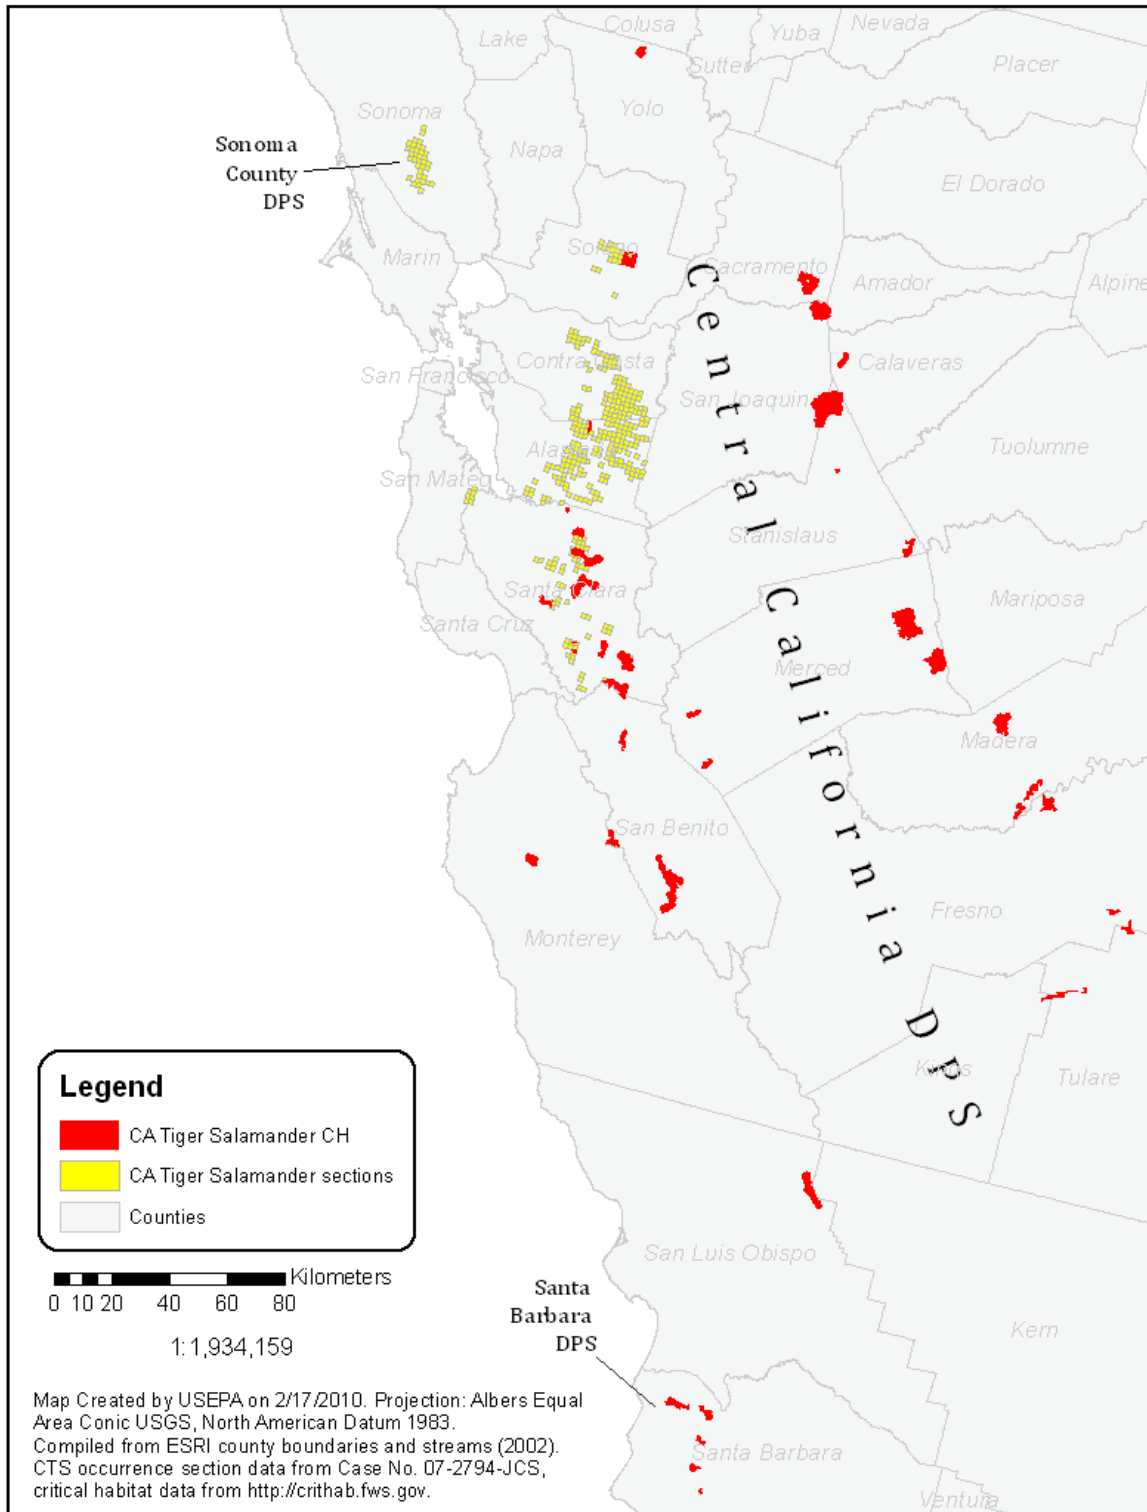 Colusa
Nevada
Lake
Yuba
Sutter
Placer
Yolo
Sonoma
Sonoma
County
DPS
Napa
El Dorado
Solano
Marin
Sacramento
Amador
Alpine
Contra Costa
San Francisco
Calaveras
San Joaquin
Tuolumne
Alameda
San Mateo
Stanislaus
Santa Clara
Mariposa
Santa Cruz
Merced
Madera
San Benito
Fresno
Monterey
Central California DPS
Kings
Tulare
Legend
CA Tiger Salamander CH
CA Tiger Salamander sections
Counties
Kilometers
0 10 20 40 60 80
1:1,934,159
San Luis Obispo
Santa
Barbara
DPS
Kern
Santa Barbara
Ventura
Map Created by USEPA on 2/17/2010. Projection: Albers Equal
Area Conic USGS, North American Datum 1983.
Compiled from ESRI county boundaries and streams (2002).
CTS occurrence section data from Case No. 07-2794-JCS,
critical habitat data from http://crithab.fws.gov.